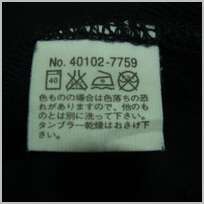 No. 40102-7759
40
色ものの場合は色落ちの恐
れがありますので、他のも
のとは別に洗って下さい。
タンブラー乾燥はおさけ下
さい。